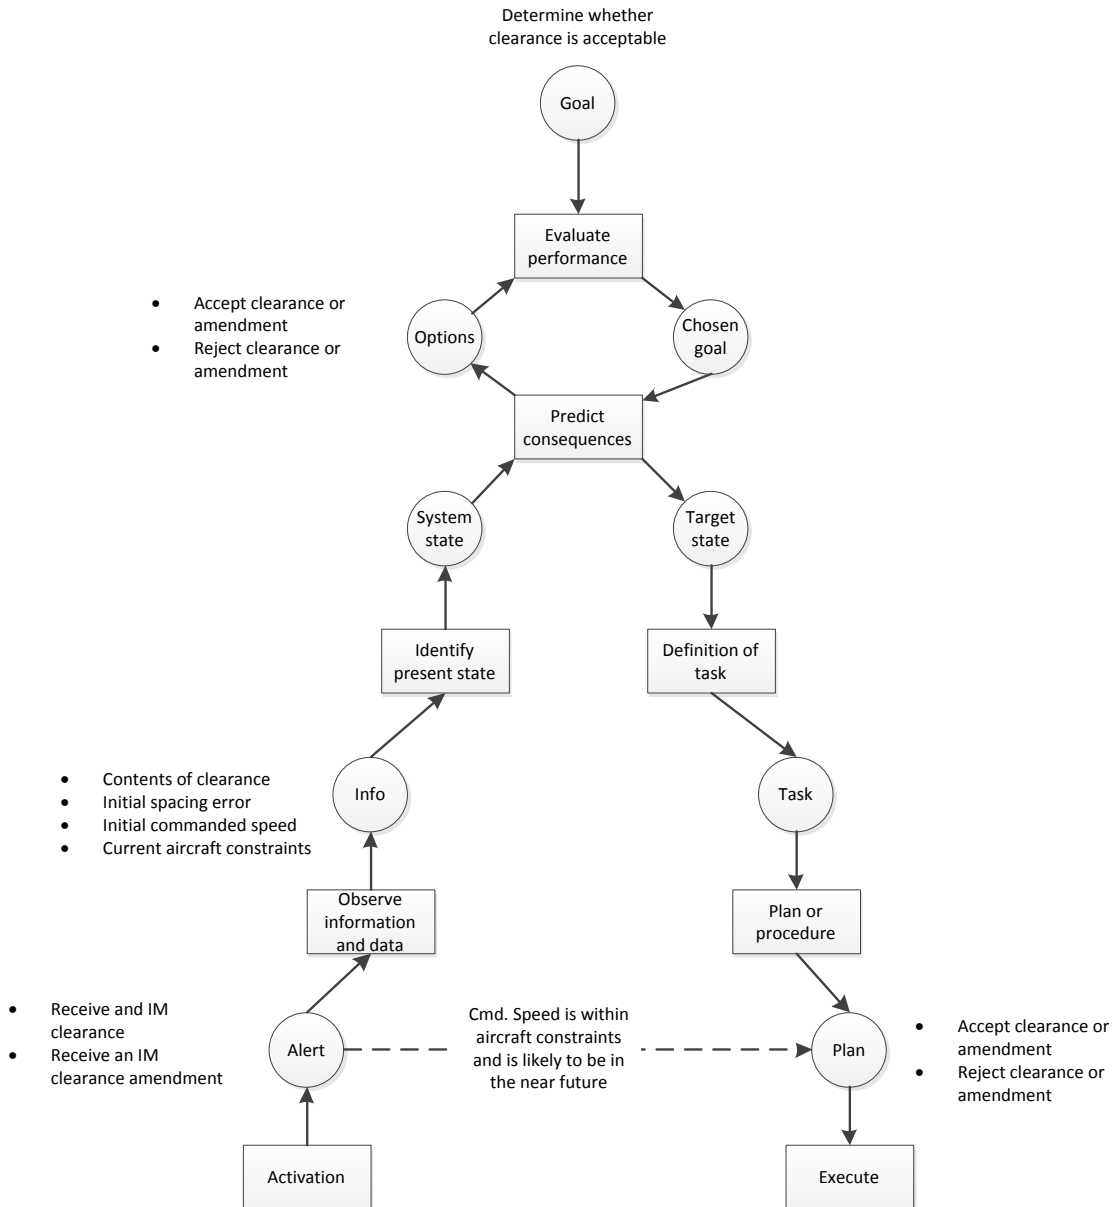 Determine whether
clearance is acceptable
Goal
Evaluate
performance
• Accept clearance or
amendment
• Reject clearance or
amendment
Options
Chosen
goal
Predict
consequences
System
state
Target
state
Identify
present state
Definition of
task
• Contents of clearance
• Initial spacing error
• Initial commanded speed
• Current aircraft constraints
Info
Task
Observe
information
and data
Plan or
procedure
• Receive and IM
clearance
• Receive an IM
clearance amendment
Alert
Cmd. Speed is within
aircraft constraints
and is likely to be in
the near future
Plan
• Accept clearance or
amendment
• Reject clearance or
amendment
Activation
Execute